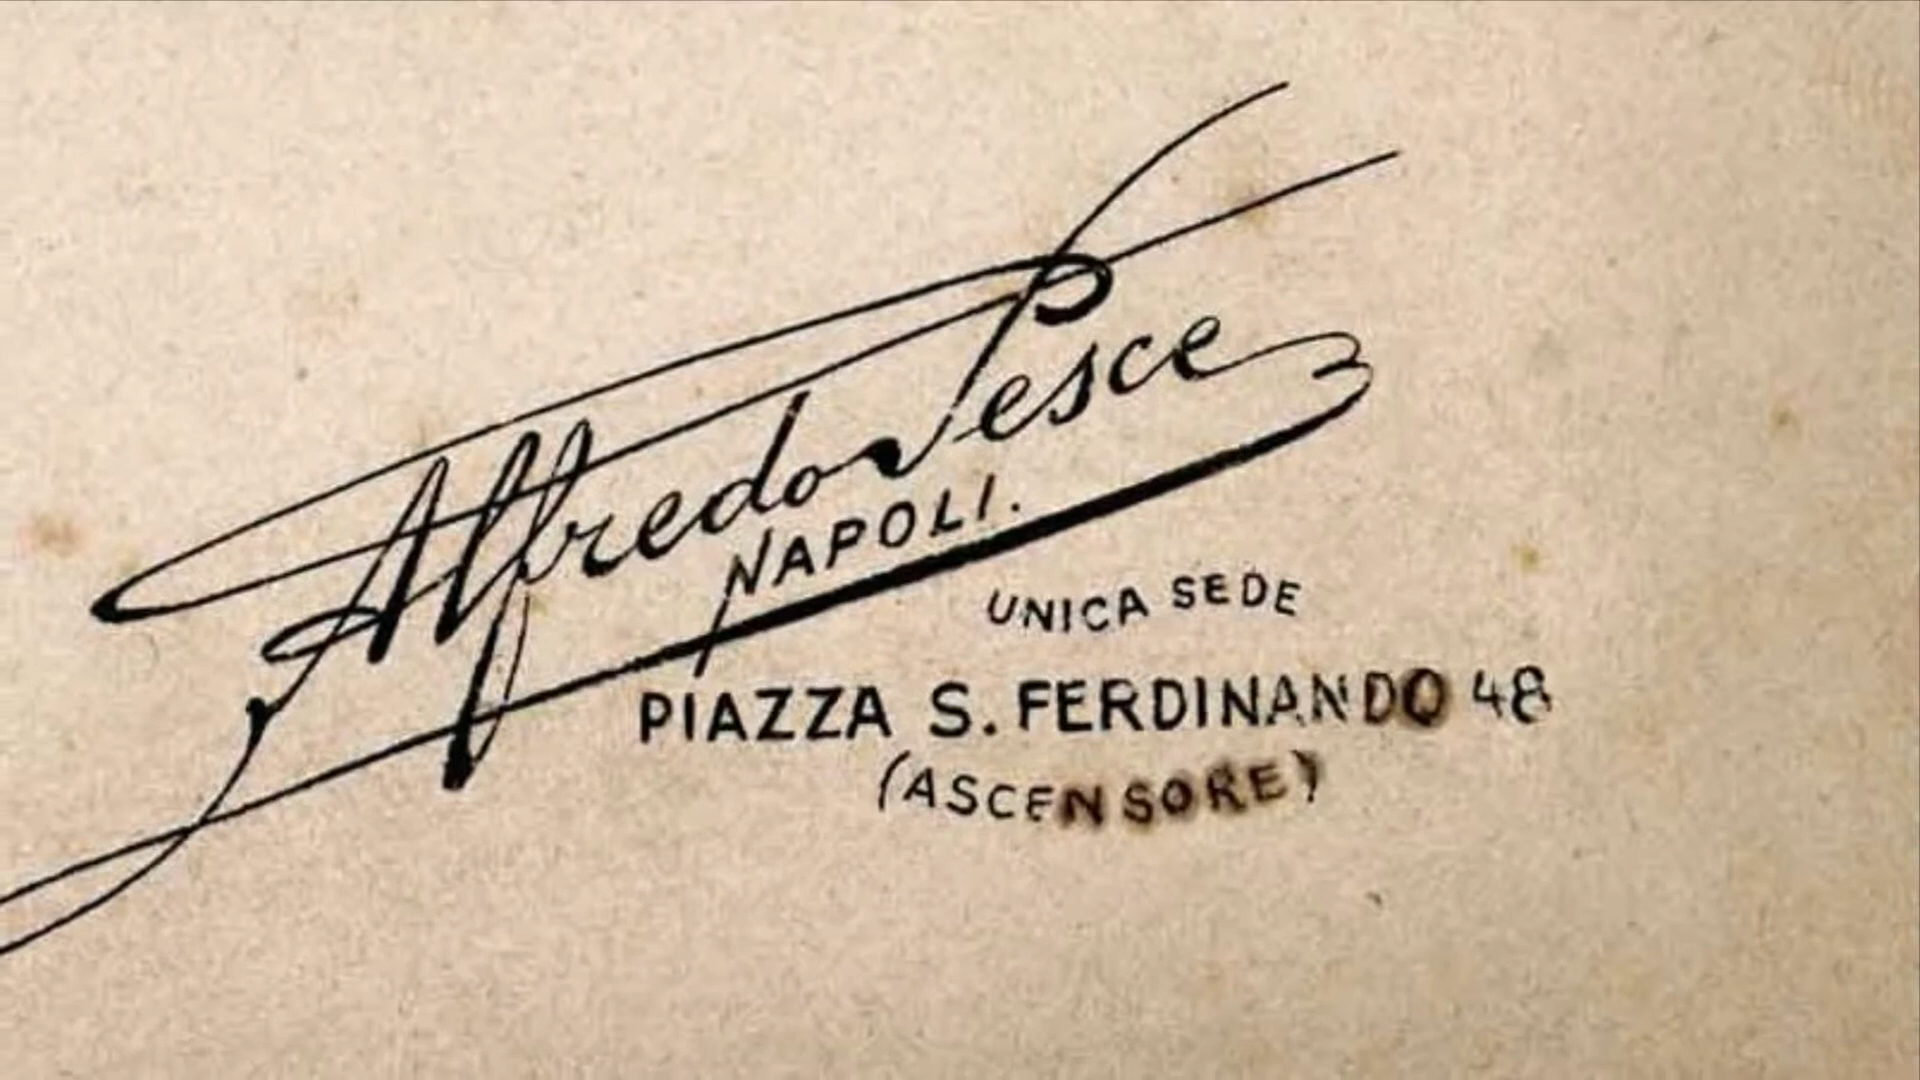 Alfredo Pesce
NAPOLI.
UNICA SEDE
PIAZZA S. FERDINANDO 48
(ASCENSORE)